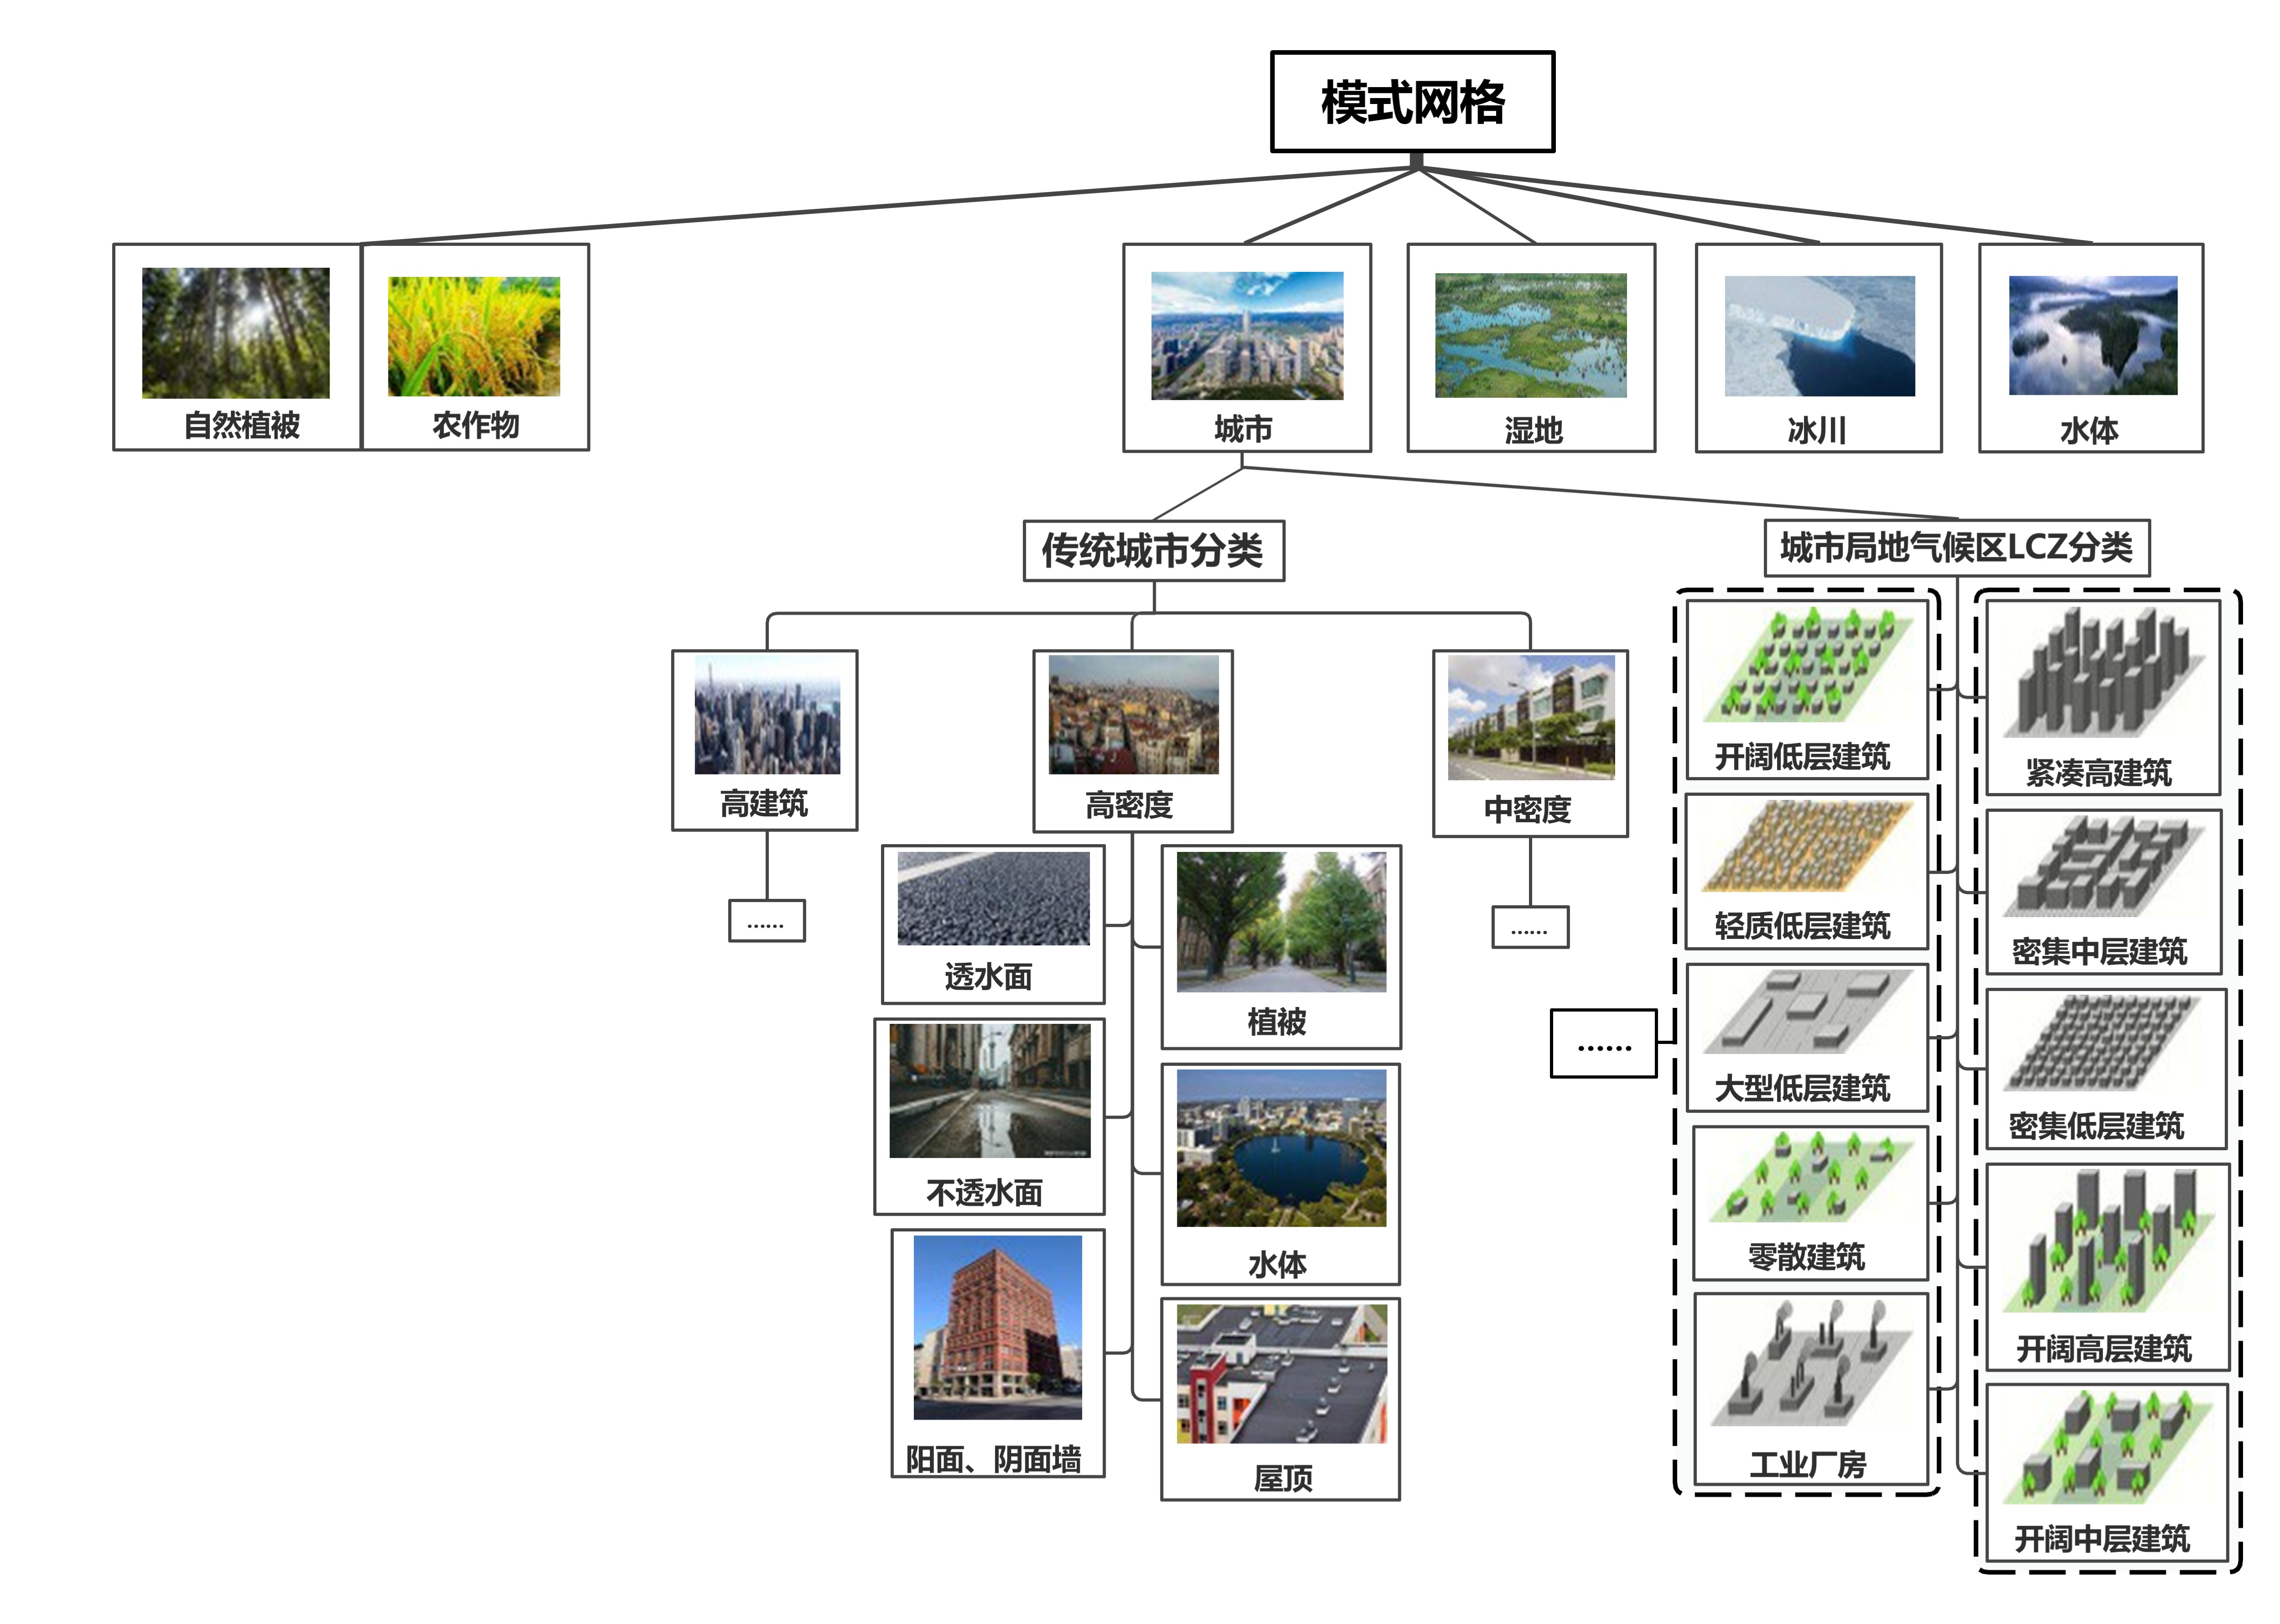 模式网格
自然植被
农作物
城市
湿地
冰川
水体
传统城市分类
城市局地气候区LCZ分类
高建筑
高密度
中密度
……
……
透水面
植被
不透水面
水体
阳面、阴面墙
屋顶
……
开阔低层建筑
紧凑高建筑
轻质低层建筑
密集中层建筑
大型低层建筑
密集低层建筑
零散建筑
开阔高层建筑
工业厂房
开阔中层建筑